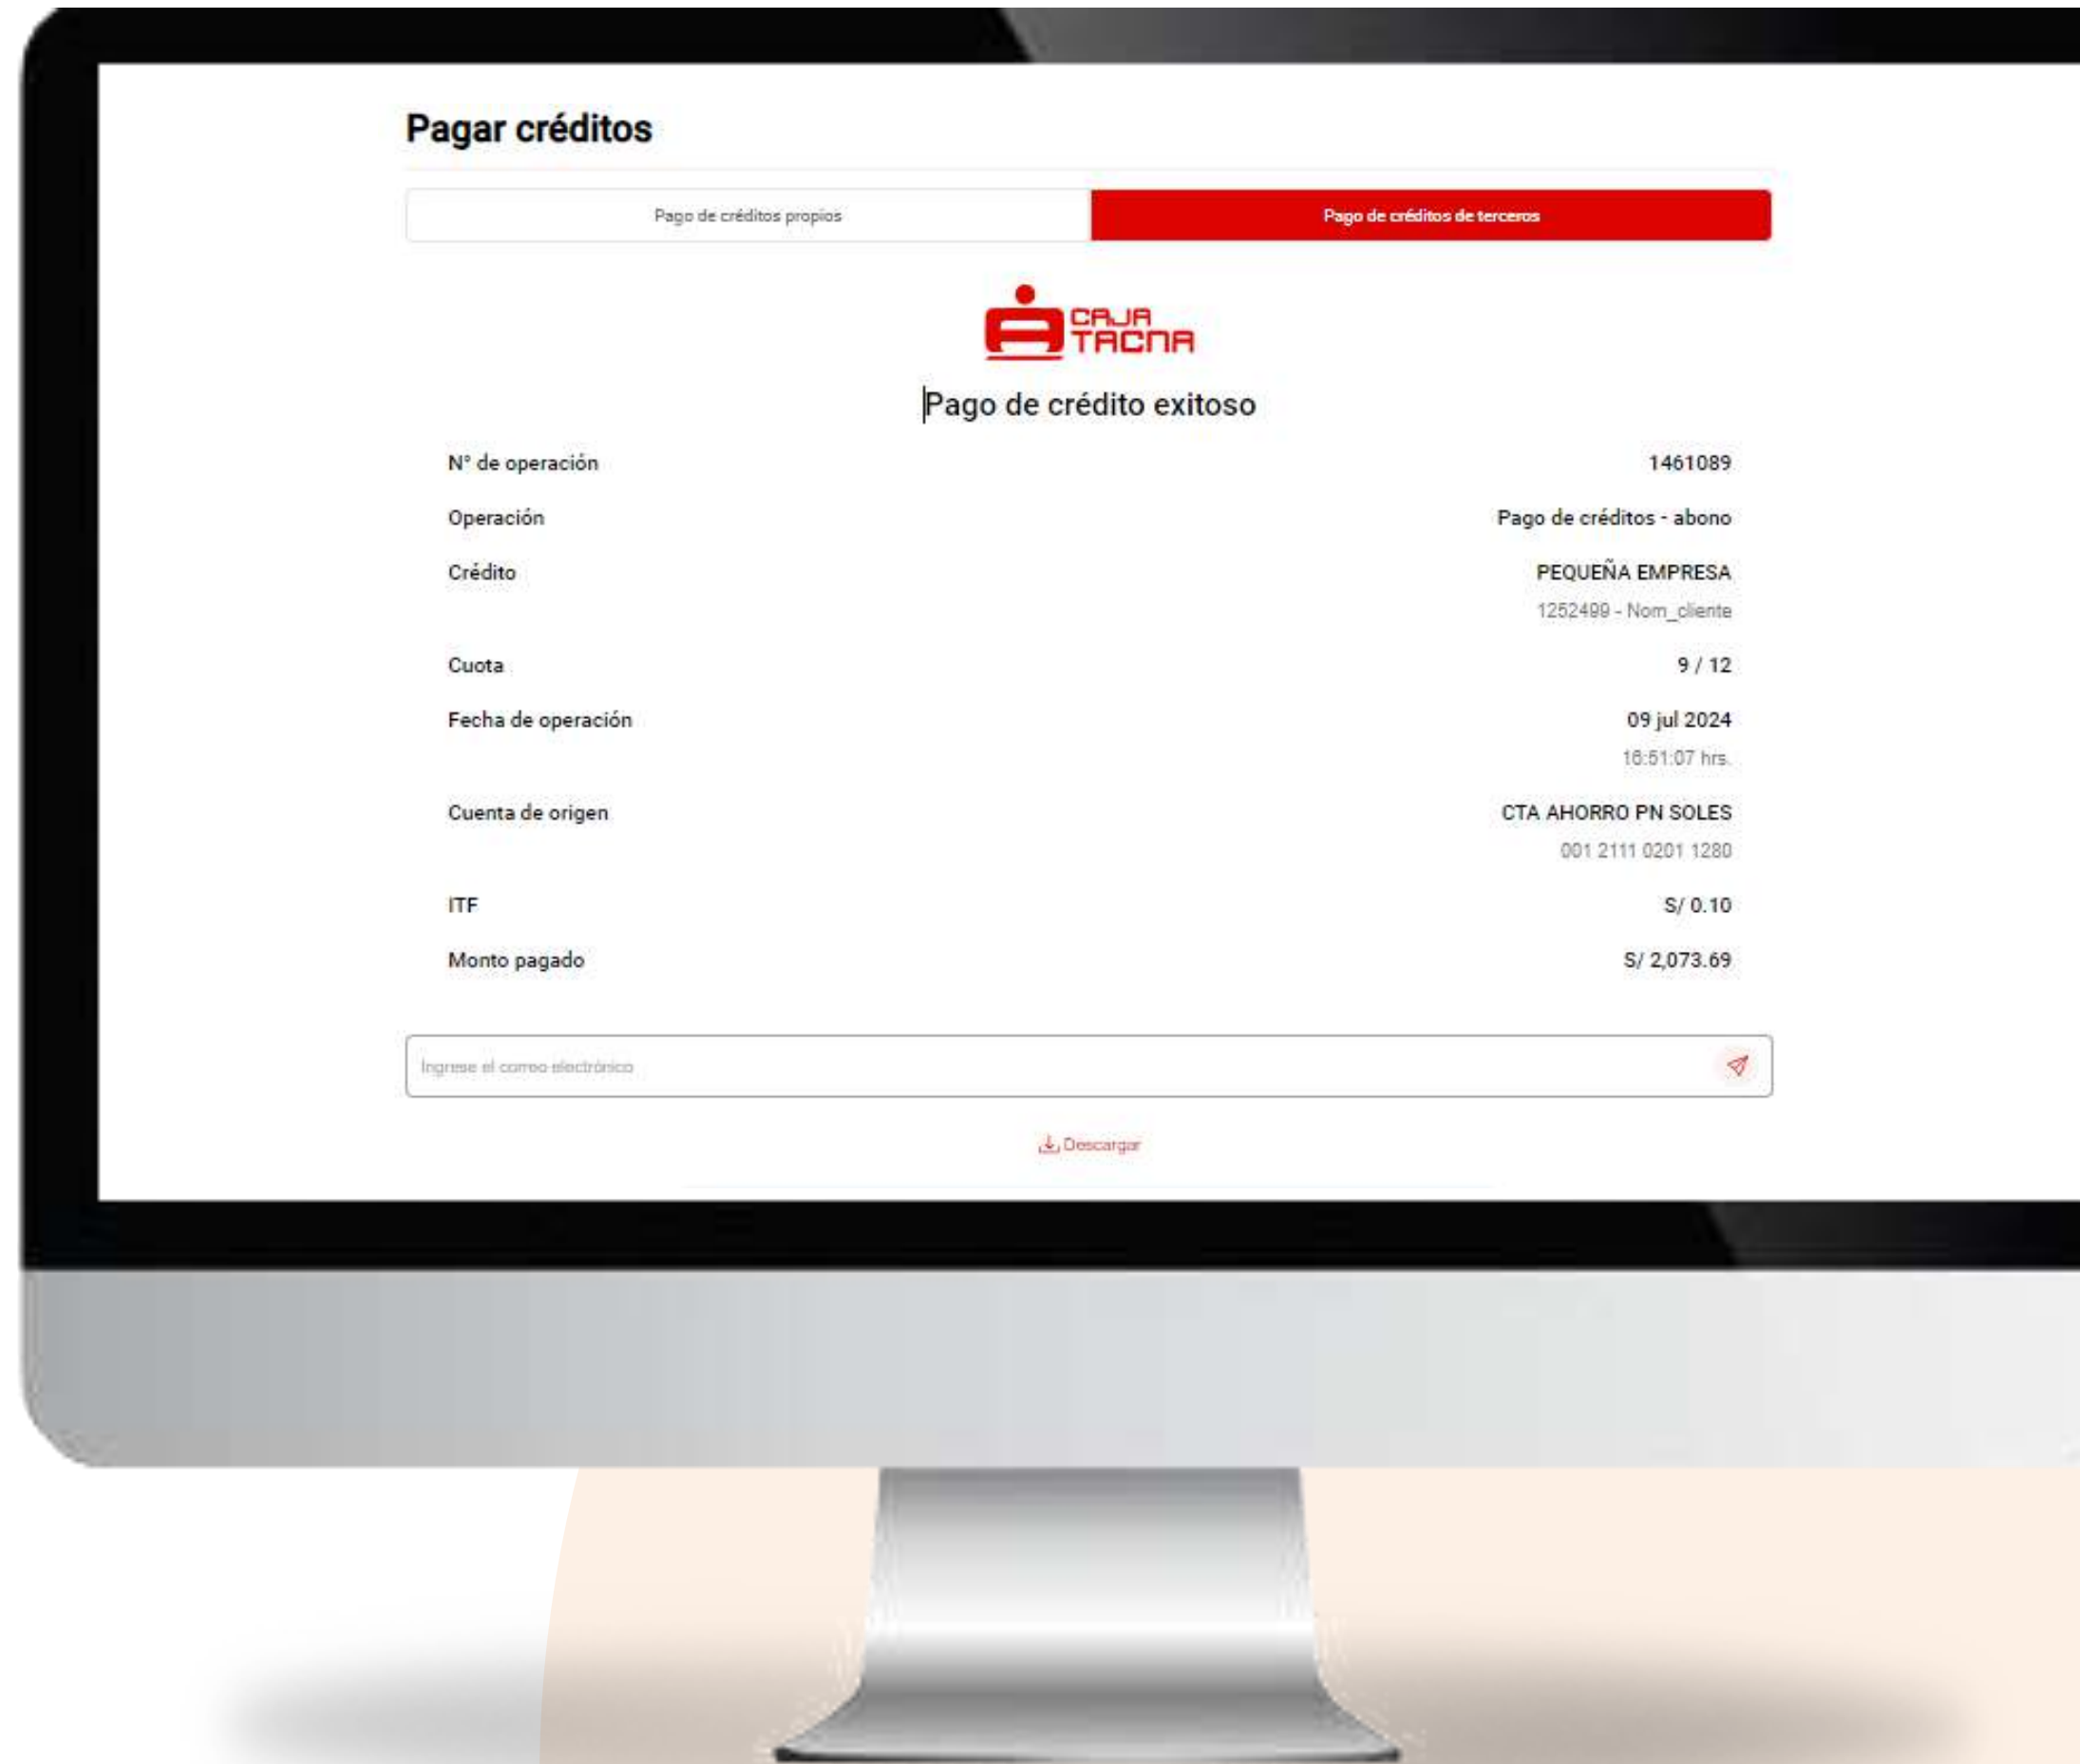 Pagar créditos
Pago de créditos propios
Pago de créditos de terceros
CAJA
TACNA
Pago de crédito exitoso
N° de operación 1461089
Operación Pago de créditos - abono
Crédito PEQUEÑA EMPRESA
1252499 - Nom_cliente
Cuota 9 / 12
Fecha de operación 09 jul 2024
16:51:07 hrs.
Cuenta de origen CTA AHORRO PN SOLES
001 2111 0201 1280
ITF S/ 0.10
Monto pagado S/ 2,073.69
Ingrese el correo electrónico
Descargar